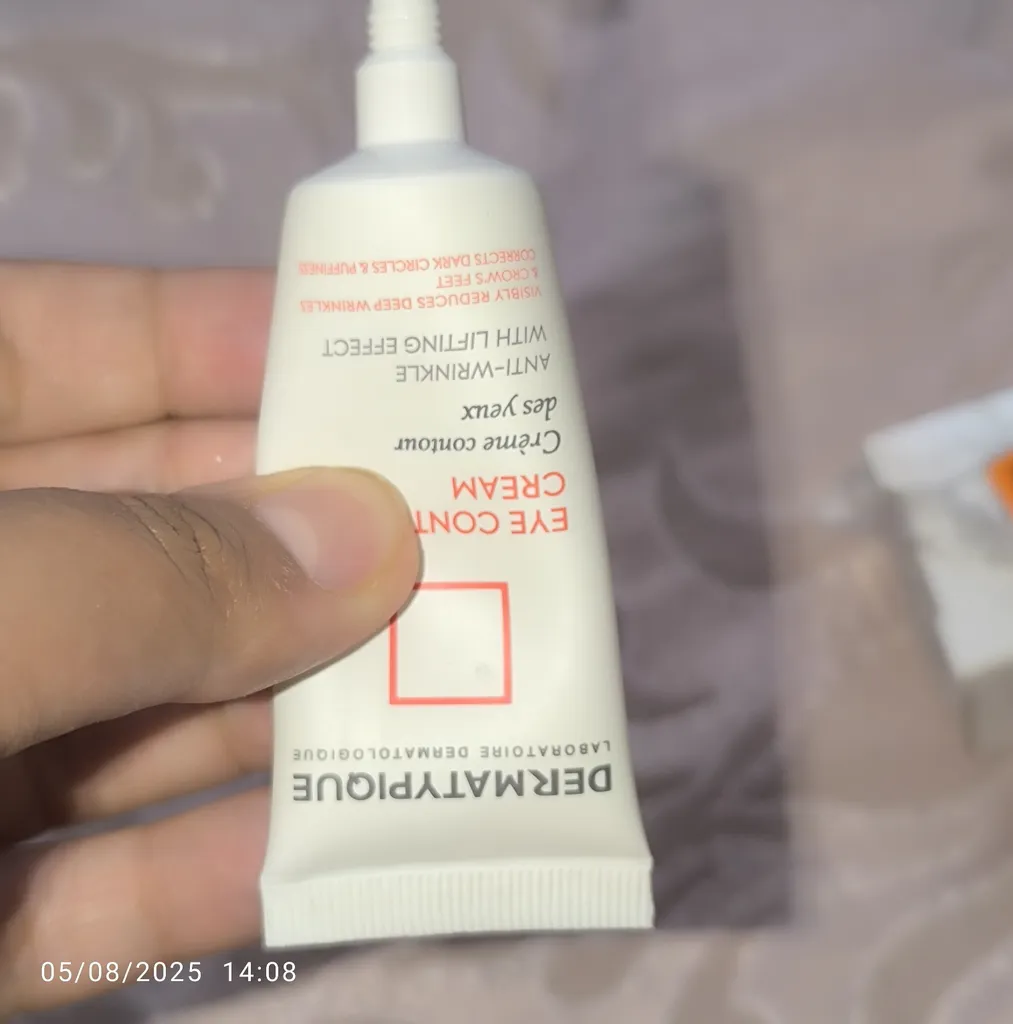 DERMATYPIQUE
LABORATOIRE DERMATOLOGIQUE
EYE CONT
CREAM
Crème contour
des yeux
ANTI-WRINKLE
WITH LIFTING EFFECT
VISIBLY REDUCES DEEP WRINKLES
& CROW'S FEET
CORRECTS DARK CIRCLES & PUFFINESS
05/08/2025 14:08